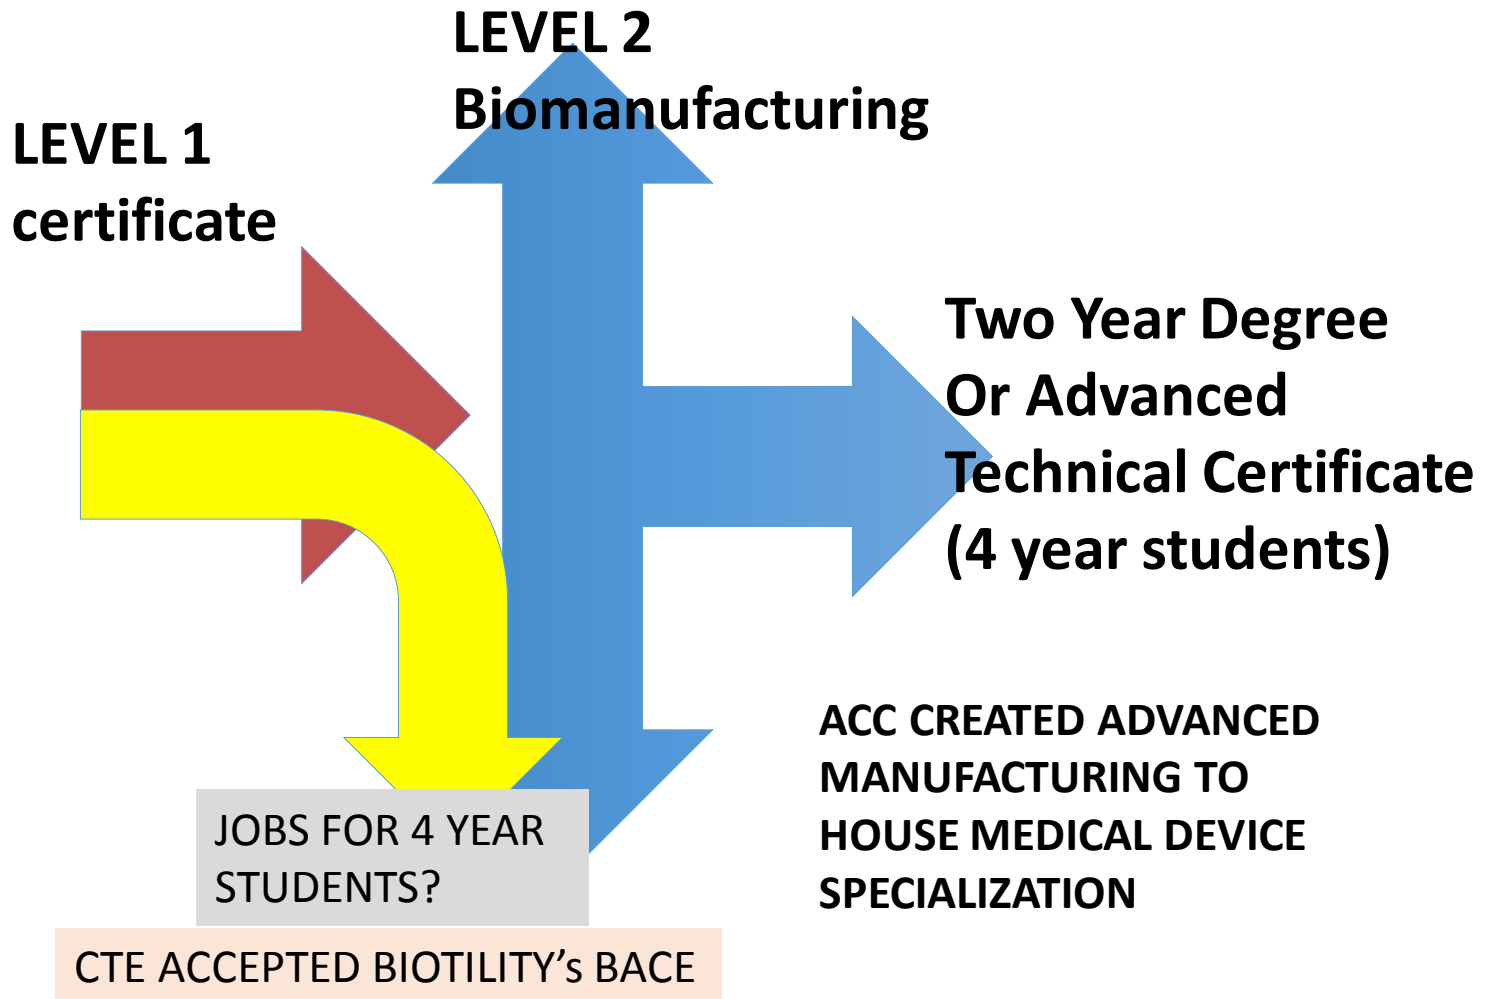 LEVEL 2
Biomanufacturing
LEVEL 1
certificate
Two Year Degree
Or Advanced
Technical Certificate
(4 year students)
ACC CREATED ADVANCED
MANUFACTURING TO
HOUSE MEDICAL DEVICE
SPECIALIZATION
JOBS FOR 4 YEAR
STUDENTS?
CTE ACCEPTED BIOTILITY’s BACE